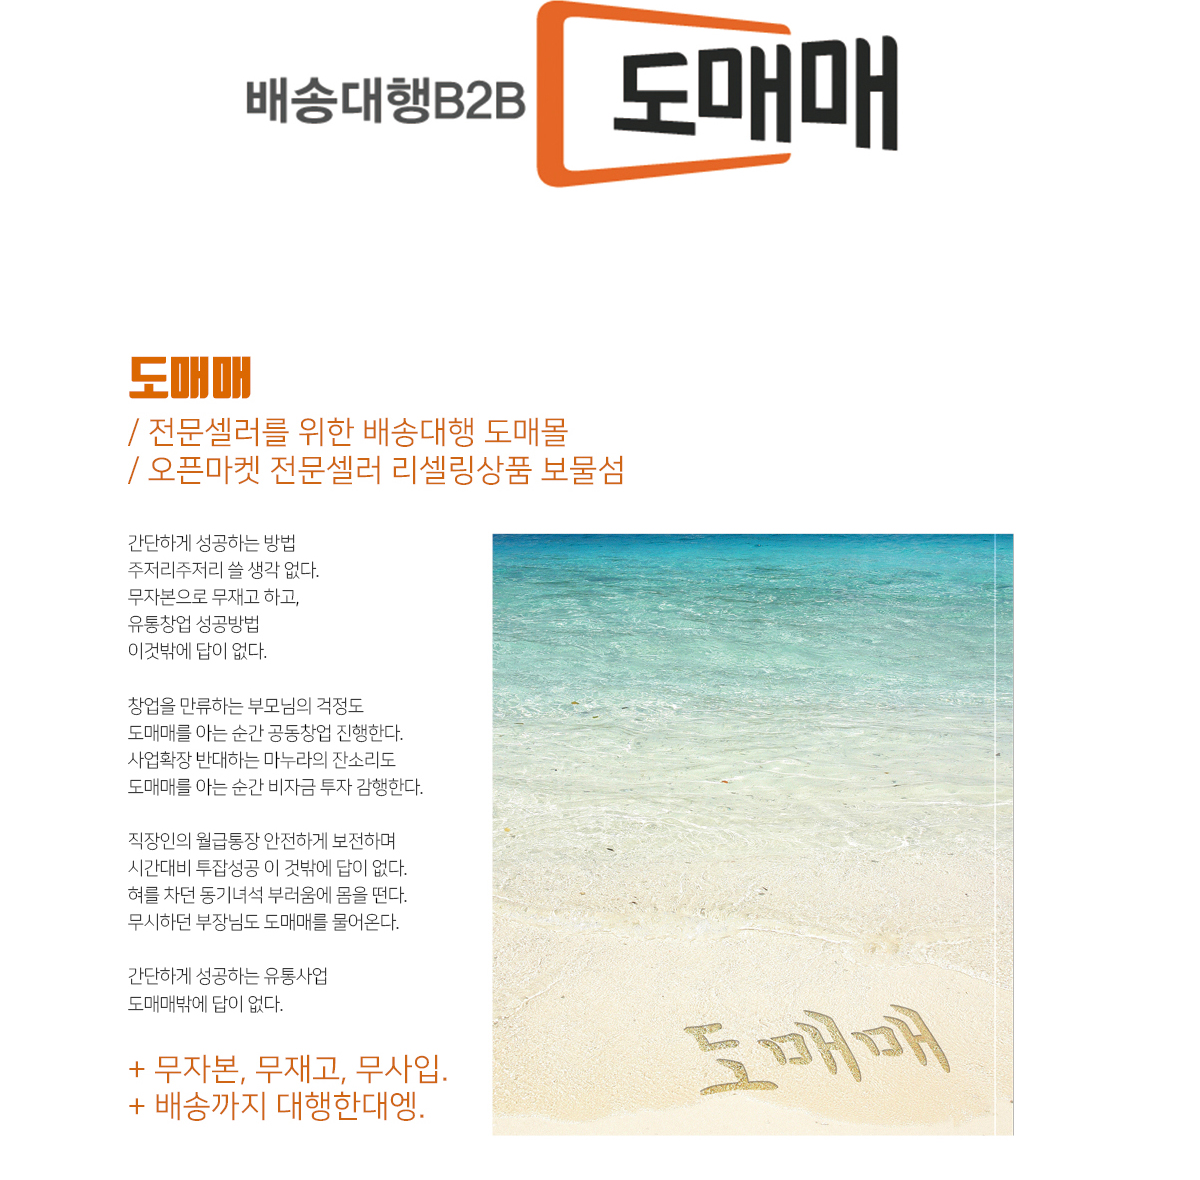 배송대행B2B 도매매
도매매
/ 전문셀러를 위한 배송대행 도매몰
/ 오픈마켓 전문셀러 리셀링상품 보물섬
간단하게 성공하는 방법
주저리주저리 쓸 생각 없다.
무자본으로 무재고 하고,
유통창업 성공방법
이것밖에 답이 없다.
창업을 만류하는 부모님의 걱정도
도매매를 아는 순간 공동창업 진행한다.
사업확장 반대하는 마누라의 잔소리도
도매매를 아는 순간 비자금 투자 감행한다.
직장인의 월급통장 안전하게 보전하며
시간대비 투잡성공 이 것밖에 답이 없다.
혀를 차던 동기녀석 부러움에 몸을 떤다.
무시하던 부장님도 도매매를 물어온다.
간단하게 성공하는 유통사업
도매매밖에 답이 없다.
+ 무자본, 무재고, 무사입.
+ 배송까지 대행한대엥.
도매매